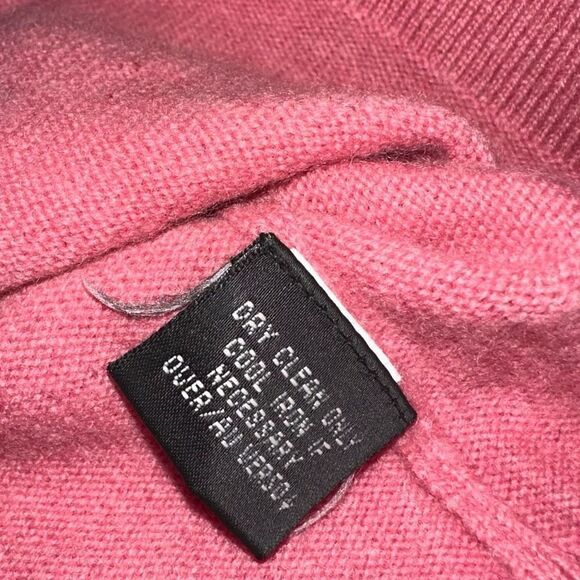 DRY CLEAN ONLY
COOL IRON IF
NECESSARY
OVER/AU VERSO↓